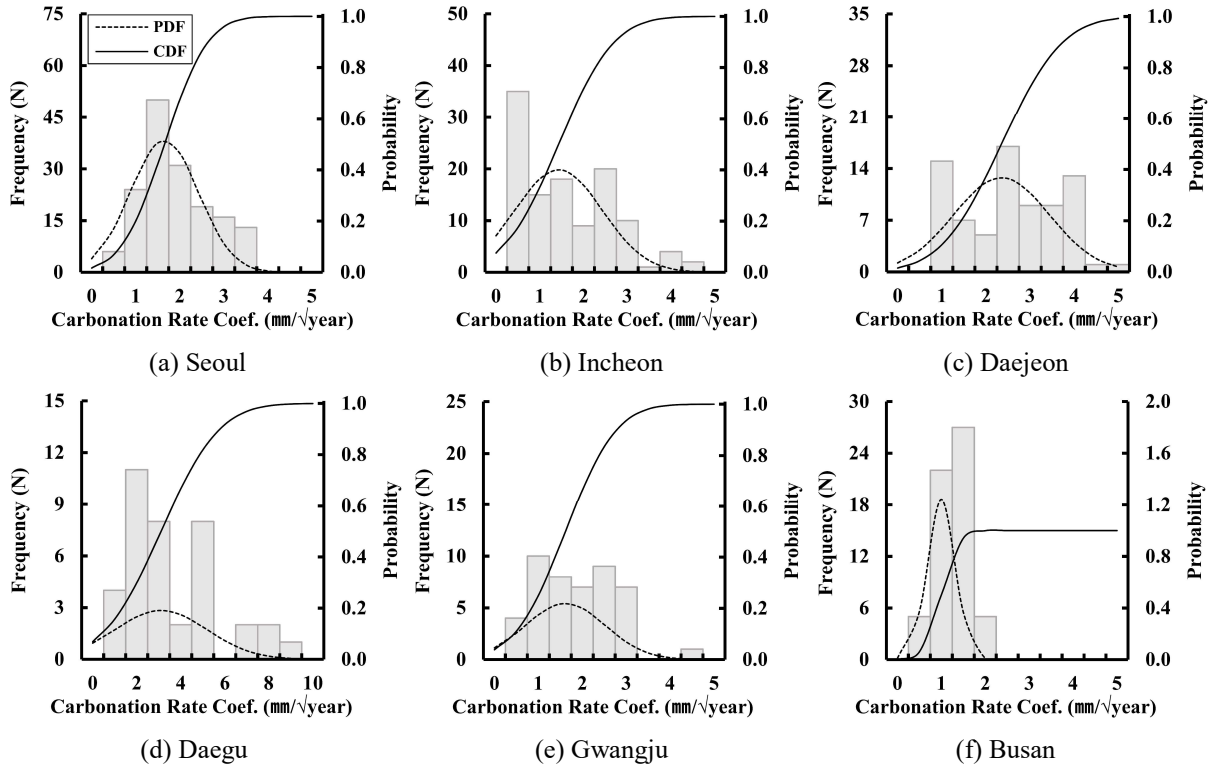 75
60
45
30
15
0
Frequency (N)
PDF
CDF
1.0
0.8
0.6
0.4
0.2
0.0
Probability
0 1 2 3 4 5
Carbonation Rate Coef. (㎜/√year)
(a) Seoul
50
40
30
20
10
0
Frequency (N)
1.0
0.8
0.6
0.4
0.2
0.0
Probability
0 1 2 3 4 5
Carbonation Rate Coef. (㎜/√year)
(b) Incheon
35
28
21
14
7
0
Frequency (N)
1.0
0.8
0.6
0.4
0.2
0.0
Probability
0 1 2 3 4 5
Carbonation Rate Coef. (㎜/√year)
(c) Daejeon
15
12
9
6
3
0
Frequency (N)
1.0
0.8
0.6
0.4
0.2
0.0
Probability
0 2 4 6 8 10
Carbonation Rate Coef. (㎜/√year)
(d) Daegu
25
20
15
10
5
0
Frequency (N)
1.0
0.8
0.6
0.4
0.2
0.0
Probability
0 1 2 3 4 5
Carbonation Rate Coef. (㎜/√year)
(e) Gwangju
30
24
18
12
6
0
Frequency (N)
2.0
1.6
1.2
0.8
0.4
0.0
Probability
0 1 2 3 4 5
Carbonation Rate Coef. (㎜/√year)
(f) Busan